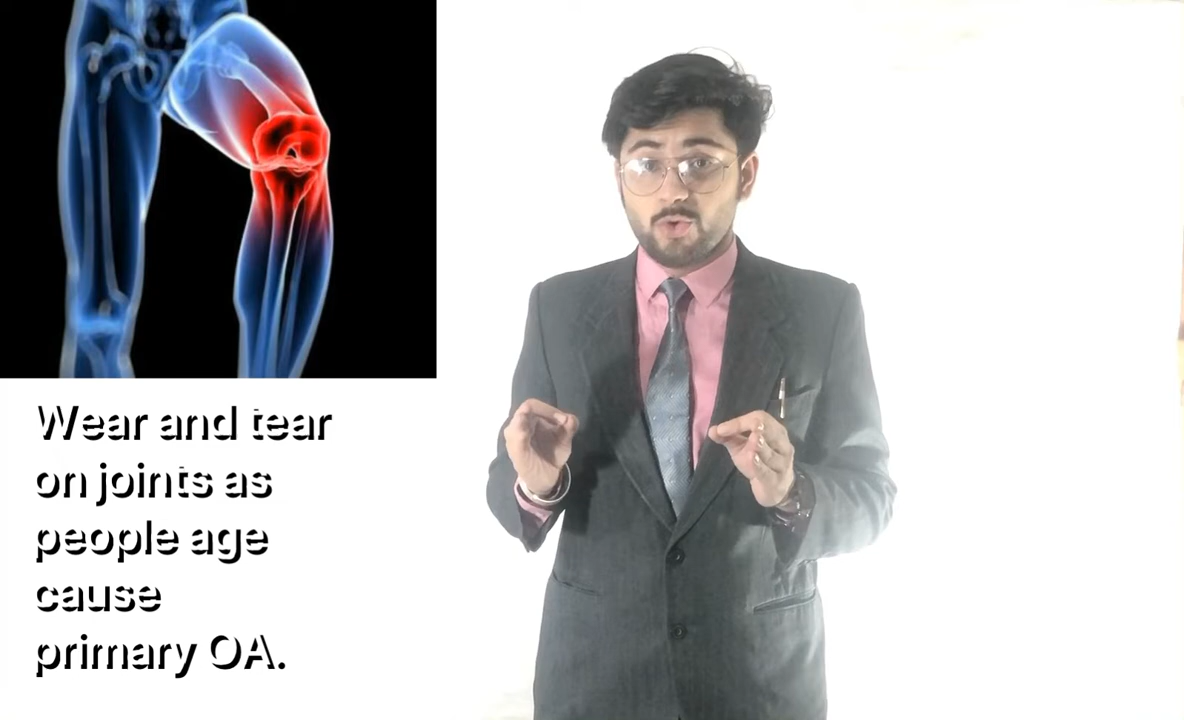 Wear and tear
on joints as
people age
cause
primary OA.